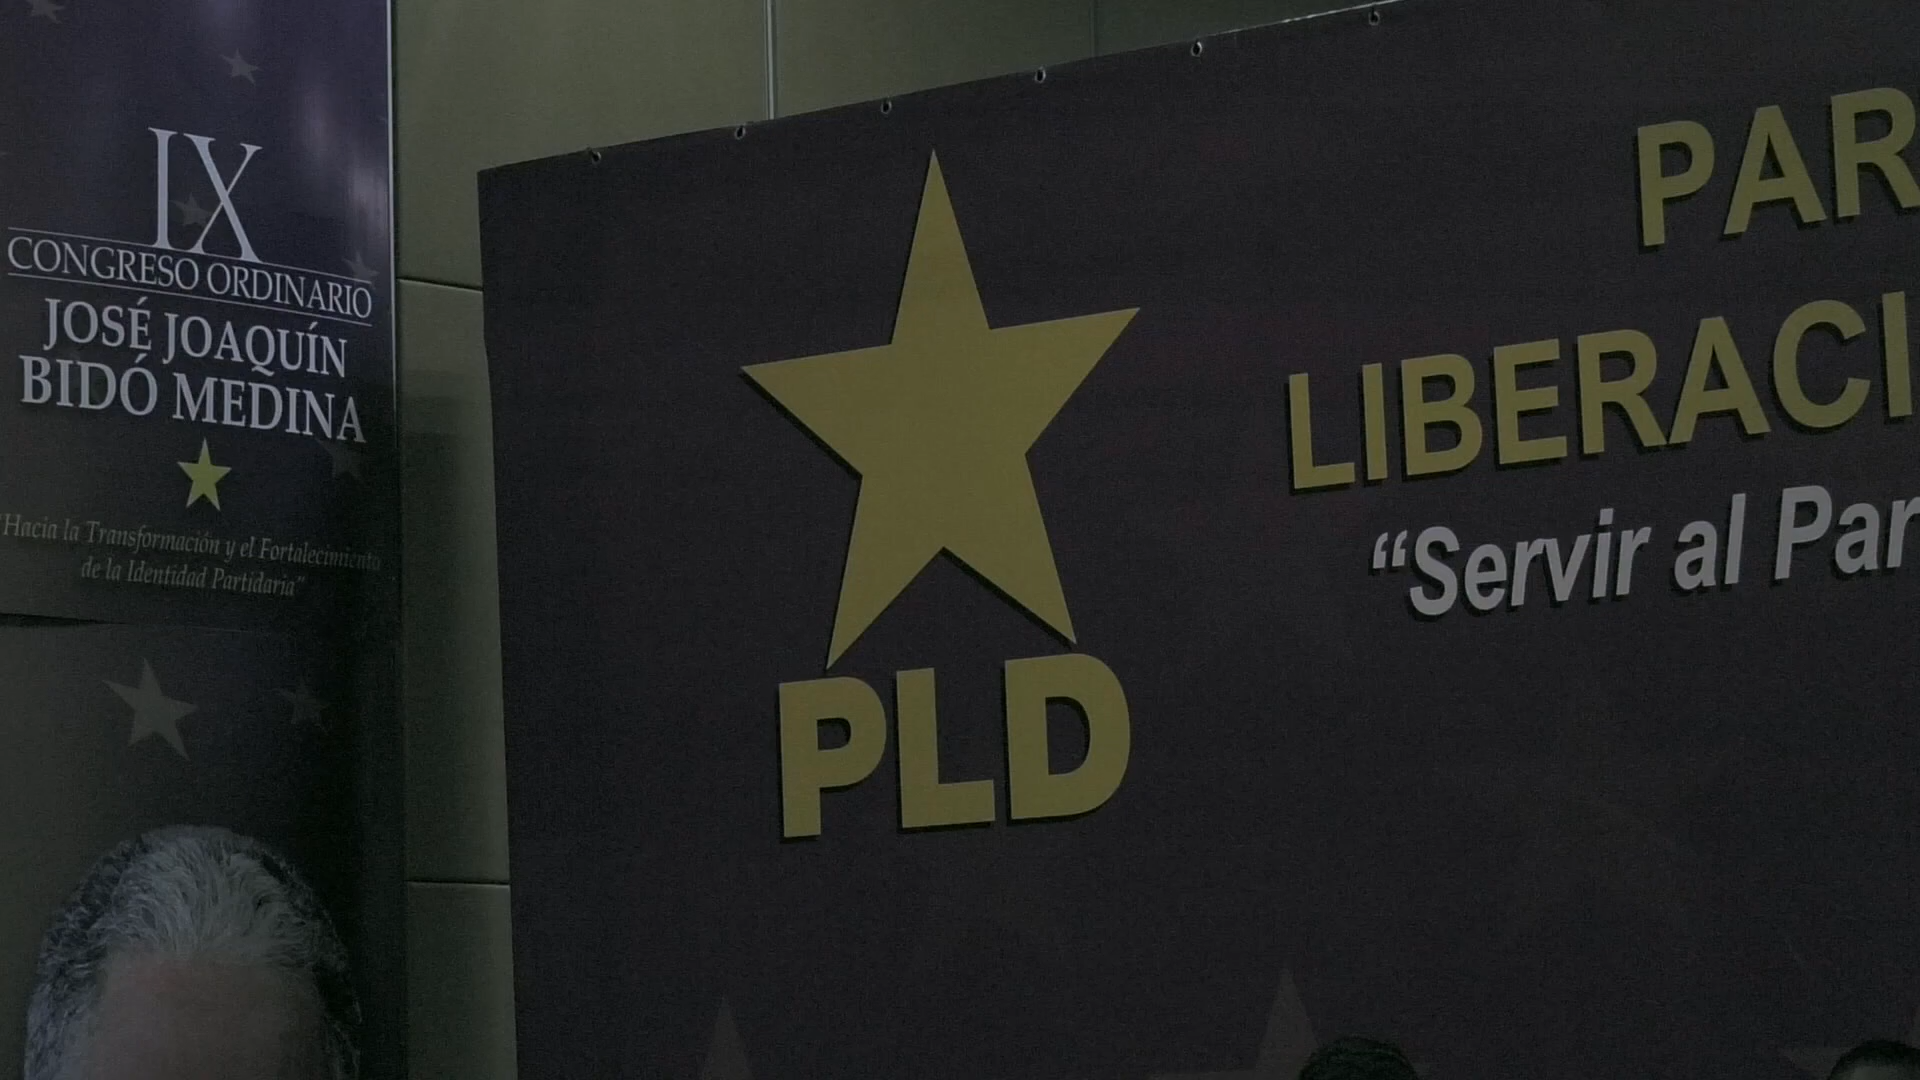 IX
CONGRESO ORDINARIO
JOSÉ JOAQUÍN
BIDÓ MEDINA
“Hacia la Transformación y el Fortalecimiento
de la Identidad Partidaria”
PLD
PAR
LIBERACI
“Servir al Par